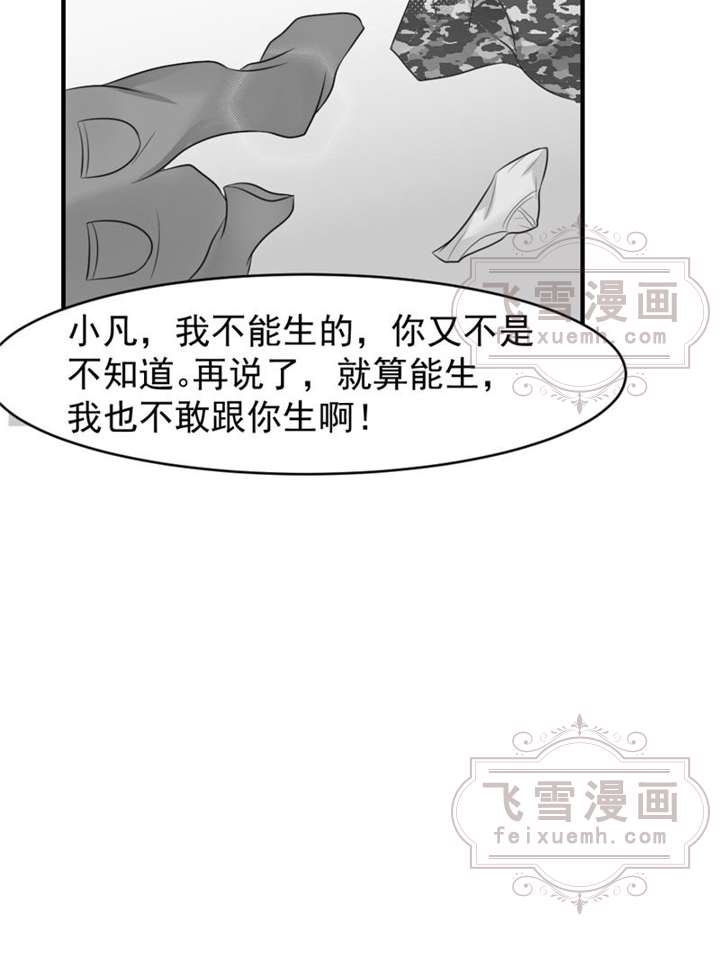 飞雪漫画
feixuemh.com
小凡，我不能生的，你又不是
不知道。再说了，就算能生，
我也不敢跟你生啊！
飞雪漫画
feixuemh.com